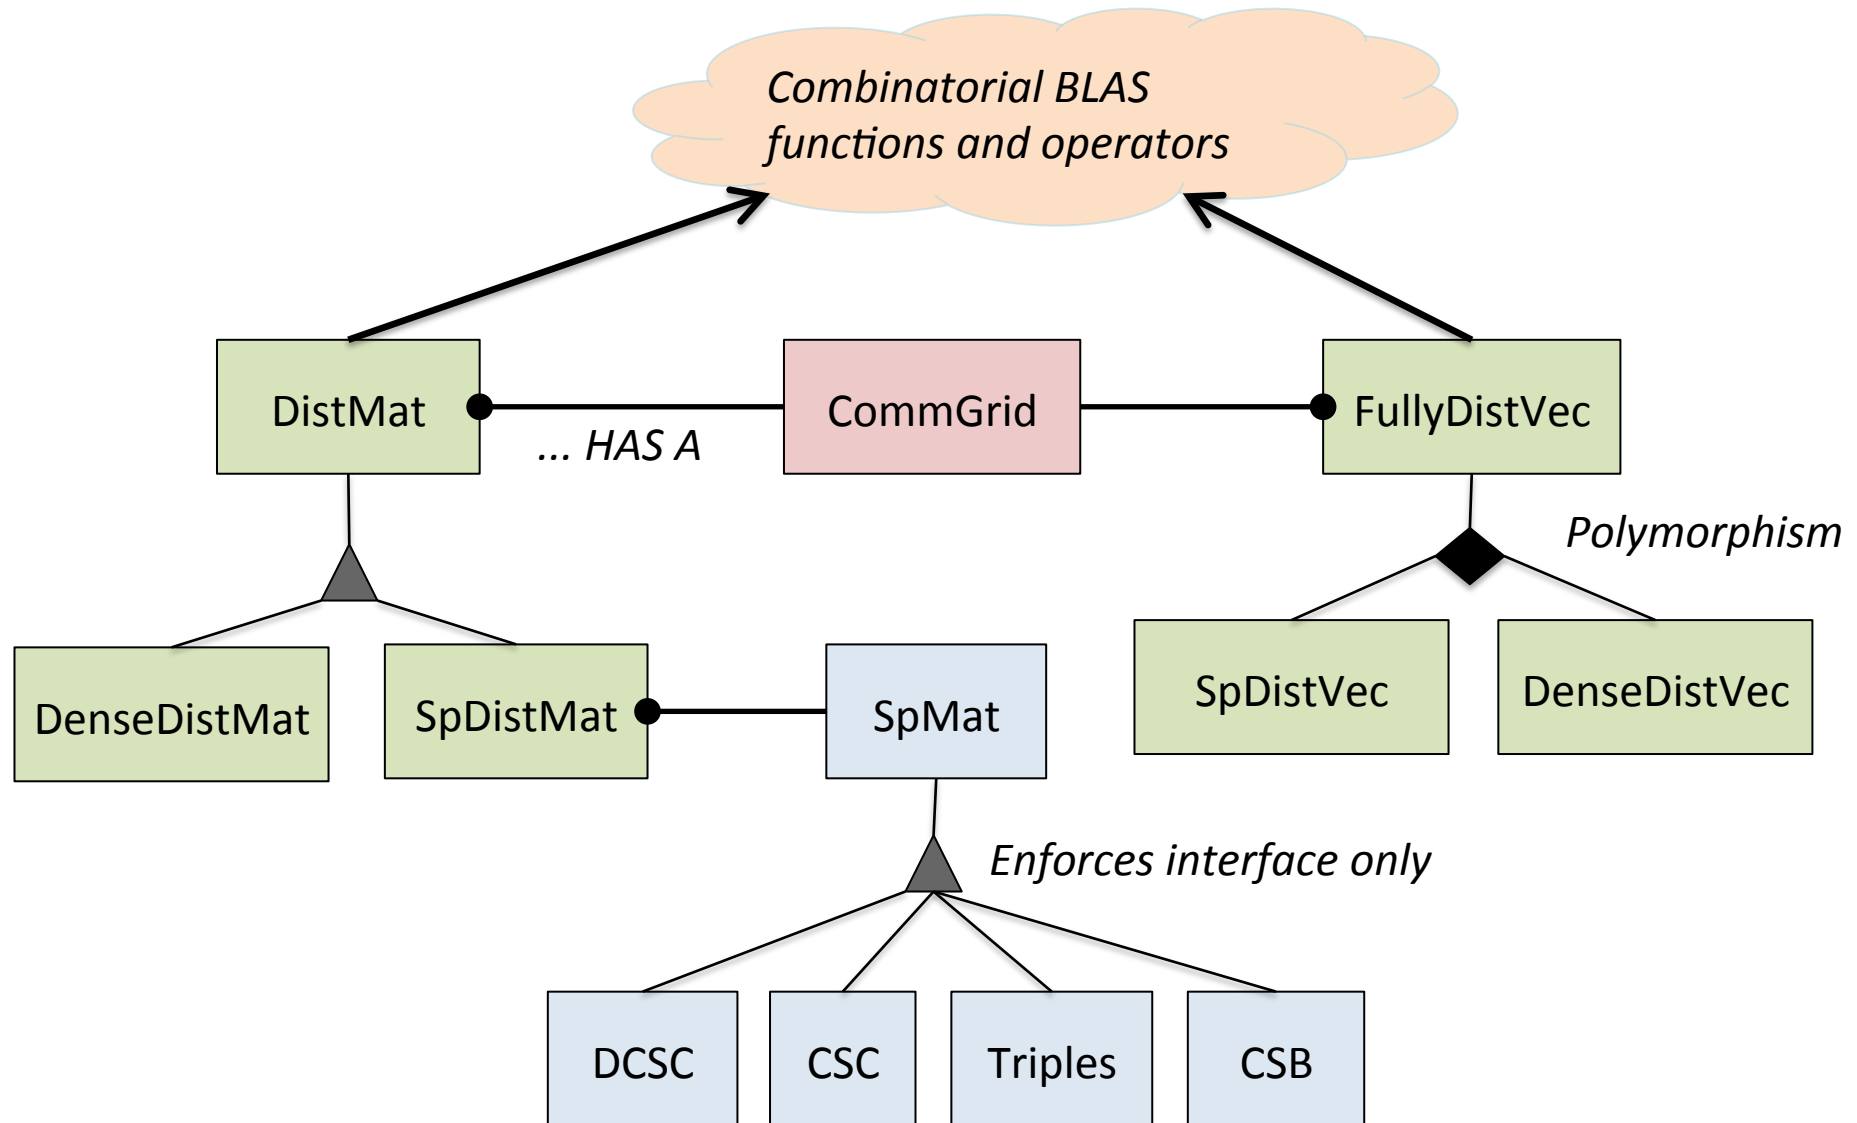 Combinatorial BLAS
functions and operators
DistMat
CommGrid
FullyDistVec
... HAS A
Polymorphism
DenseDistMat
SpDistMat
SpMat
SpDistVec
DenseDistVec
Enforces interface only
DCSC
CSC
Triples
CSB